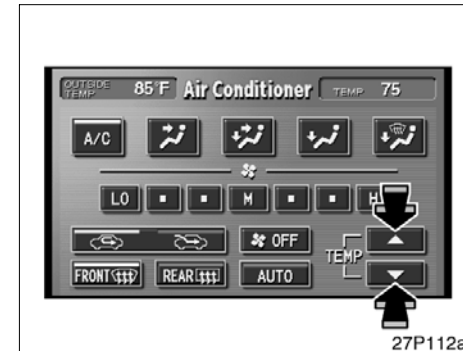 OUTSIDE TEMP 85°F Air Conditioner TEMP 75
A/C
LO M H
OFF
TEMP
FRONT REAR AUTO
27P112a